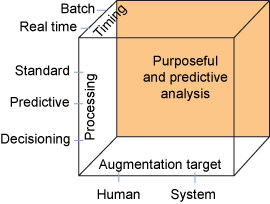 Batch
Real time
Timing
Standard
Predictive
Decisioning
Processing
Purposeful
and predictive
analysis
Augmentation target
Human
System